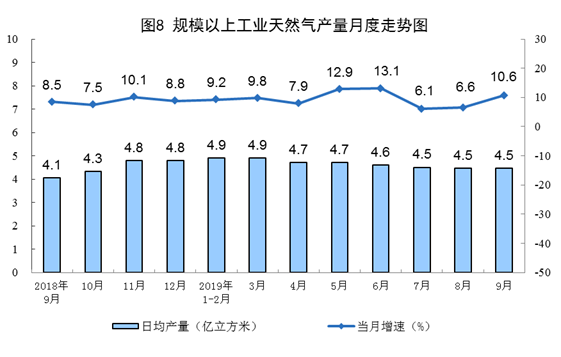 图8 规模以上工业天然气产量月度走势图
10 9 8 7 6 5 4 3 2 1 0
30 20 10 0 -10 -20 -30 -40 -50
8.5 7.5 10.1 8.8 9.2 9.8 7.9 12.9 13.1 6.1 6.6 10.6
4.1 4.3 4.8 4.8 4.9 4.9 4.7 4.7 4.6 4.5 4.5 4.5
2018年 10月 11月 12月 2019年 3月 4月 5月 6月 7月 8月 9月
9月 1-2月
日均产量（亿立方米） 当月增速（%）